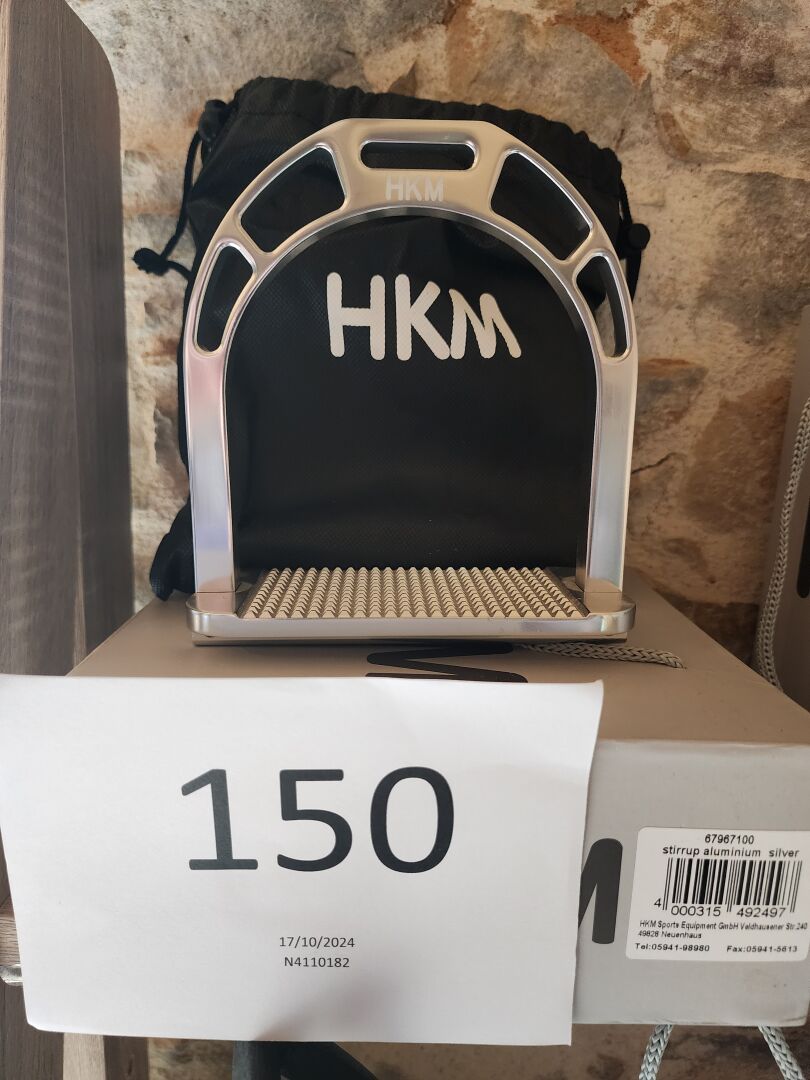 HKM
HKM
M
150
17/10/2024
N4110182
M
67967100
stirrup aluminium silver
4 000315 492497
HKM Sports Equipment GmbH Veldhausener Str.240
49828 Neuenhaus
Tel:05941-98980 Fax:05941-5613